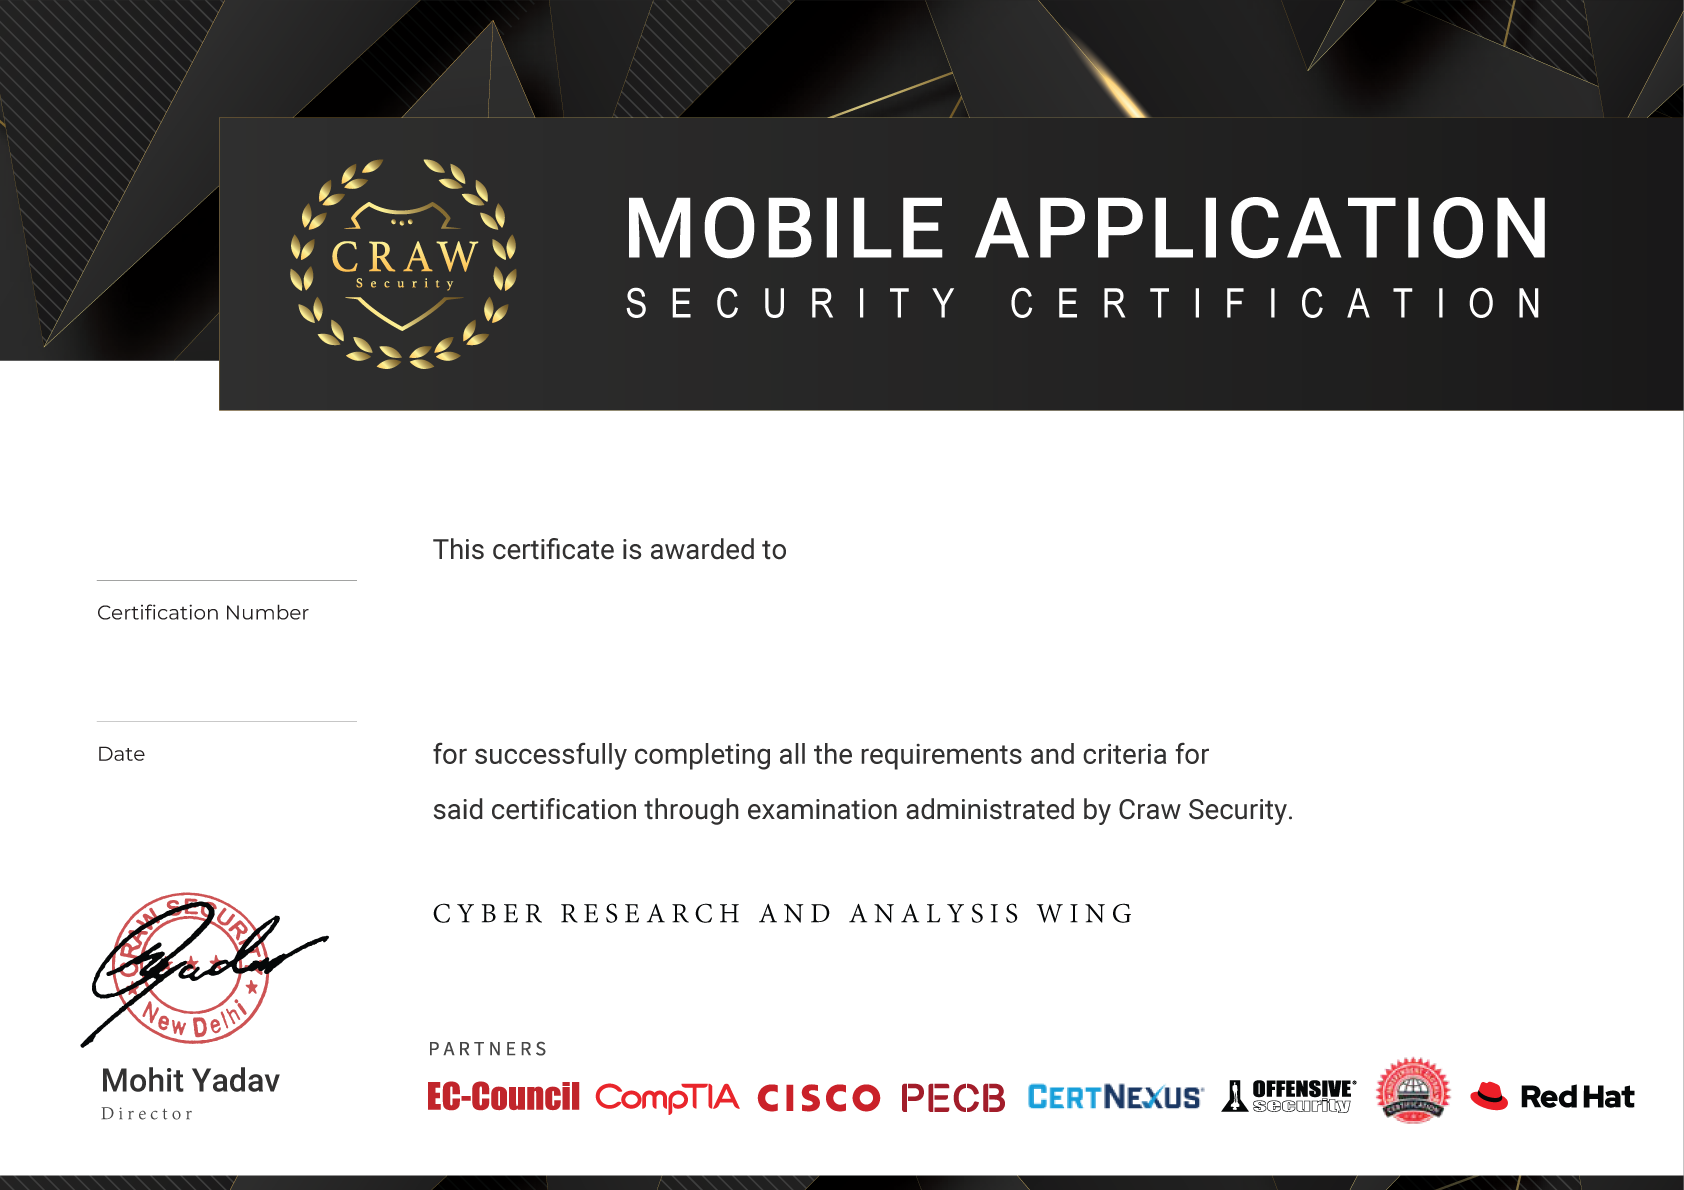 CRAW
Security
MOBILE APPLICATION
SECURITY CERTIFICATION
This certificate is awarded to
Certification Number
Date
for successfully completing all the requirements and criteria for
said certification through examination administrated by Craw Security.
CYBER RESEARCH AND ANALYSIS WING
CRAW SECURITY
New Delhi
Mohit Yadav
Director
PARTNERS
EC-Council CompTIA CISCO PECB CERTNEXUS OFFENSIVE security CERTIFICATION Red Hat